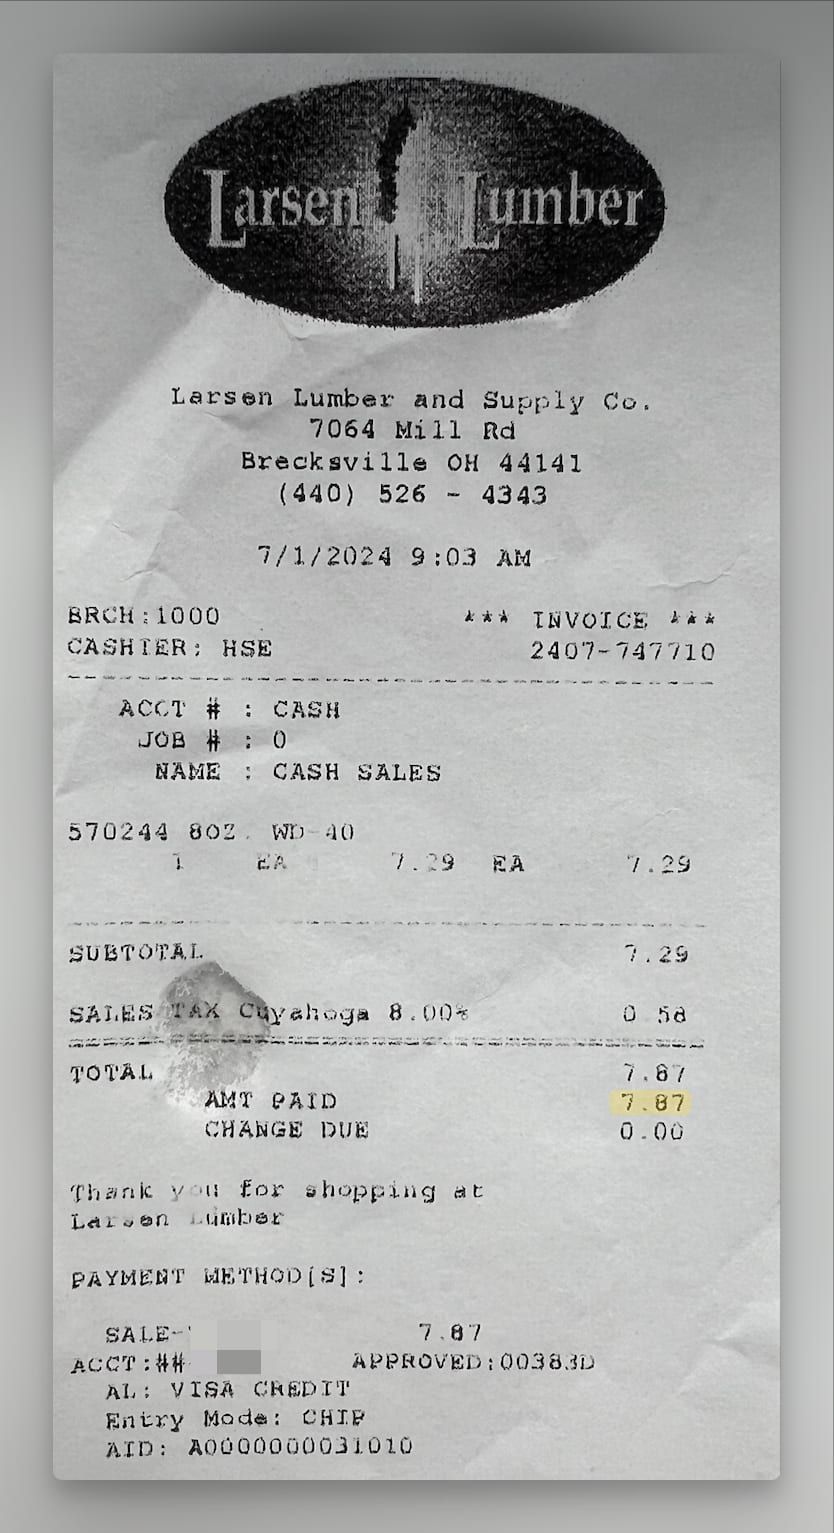 Larsen Lumber
Larsen Lumber and Supply Co.
7064 Mill Rd
Brecksville OH 44141
(440) 526 - 4343
7/1/2024 9:03 AM
BRCH:1000 *** INVOICE ***
CASHIER: HSE 2407-747710
ACCT # : CASH
JOB # : 0
NAME : CASH SALES
570244 8OZ. WD-40
1 EA 7.29 EA 7.29
SUBTOTAL 7.29
SALES TAX Cuyahoga 8.00% 0.58
TOTAL 7.87
AMT PAID 7.87
CHANGE DUE 0.00
Thank you for shopping at
Larsen Lumber
PAYMENT METHOD[S]:
SALE- 7.87
ACCT:## APPROVED:00383D
AL: VISA CREDIT
Entry Mode: CHIP
AID: A0000000031010